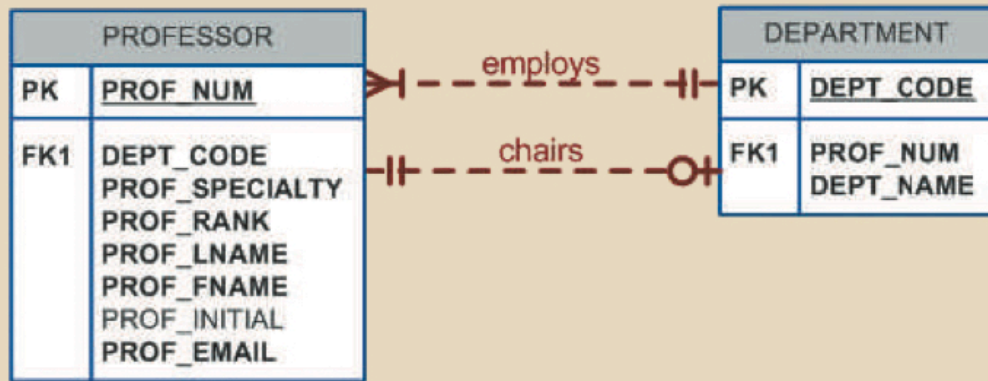 PROFESSOR
PK PROF_NUM
FK1 DEPT_CODE
PROF_SPECIALTY
PROF_RANK
PROF_LNAME
PROF_FNAME
PROF_INITIAL
PROF_EMAIL
employs
chairs
DEPARTMENT
PK DEPT_CODE
FK1 PROF_NUM
DEPT_NAME